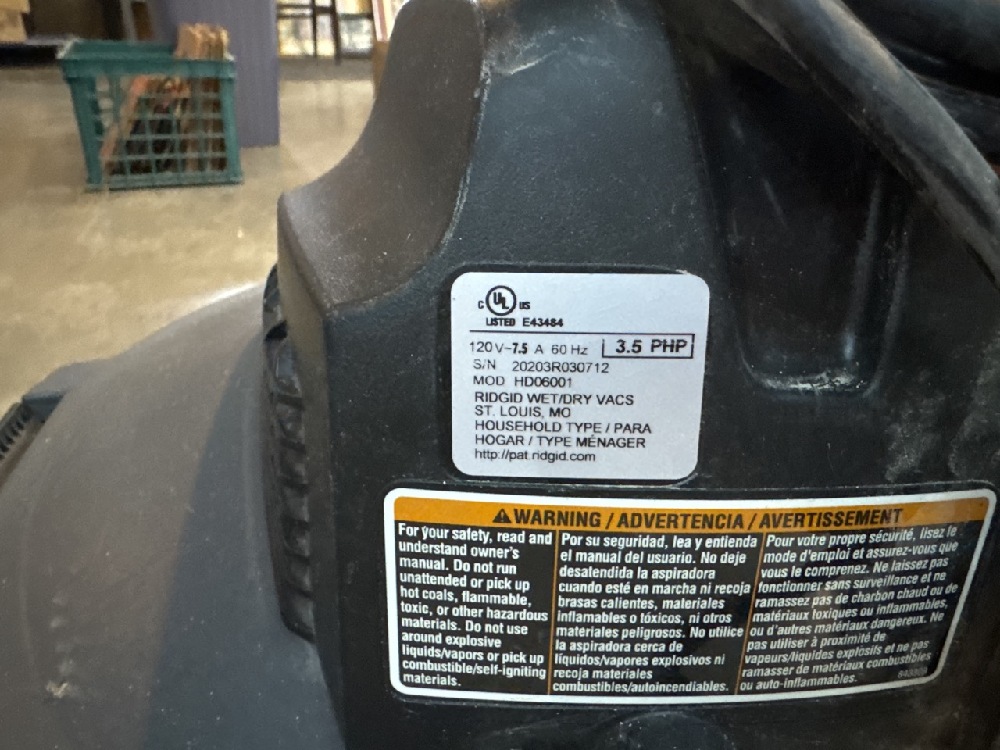 C UL US
LISTED E43484
120V~7.5 A 60 Hz 3.5 PHP
S/N 20203R030712
MOD HD06001
RIDGID WET/DRY VACS
ST. LOUIS, MO
HOUSEHOLD TYPE / PARA
HOGAR / TYPE MÉNAGER
http://pat.ridgid.com
WARNING / ADVERTENCIA / AVERTISSEMENT
For your safety, read and
understand owner's
manual. Do not run
unattended or pick up
hot coals, flammable,
toxic, or other hazardous
materials. Do not use
around explosive
liquids/vapors or pick up
combustible/self-igniting
materials.
Por su seguridad, lea y entienda
el manual del usuario. No deje
desatendida la aspiradora
cuando esté en marcha ni recoja
brasas calientes, materiales
inflamables o tóxicos, ni otros
materiales peligrosos. No utilice
la aspiradora cerca de
líquidos/vapores explosivos ni
recoja materiales
combustibles/autoincendiables.
Pour votre propre sécurité, lisez le
mode d'emploi et assurez-vous que
vous le comprenez. Ne laissez pas
fonctionner sans surveillance et ne
ramassez pas de charbon chaud ou de
matériaux toxiques ou inflammables,
ou d'autres matériaux dangereux. Ne
pas utiliser à proximité de
vapeurs/liquides explosifs et ne pas
ramasser de matériaux combustibles
ou auto-inflammables.